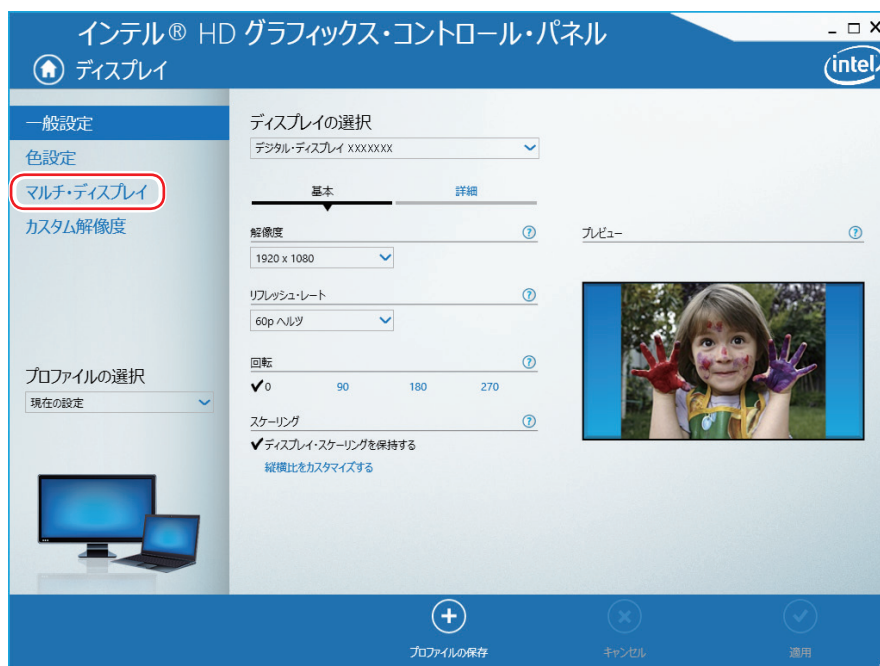 インテル® HD グラフィックス・コントロール・パネル
ディスプレイ
intel
一般設定
色設定
マルチ・ディスプレイ
カスタム解像度
プロファイルの選択
現在の設定
ディスプレイの選択
デジタル・ディスプレイ XXXXXXX
基本 詳細
解像度 ?
1920 x 1080
リフレッシュ・レート ?
60p ヘルツ
回転 ?
✔0 90 180 270
スケーリング ?
✔ディスプレイ・スケーリングを保持する
縦横比をカスタマイズする
プレビュー ?
プロファイルの保存
キャンセル
適用